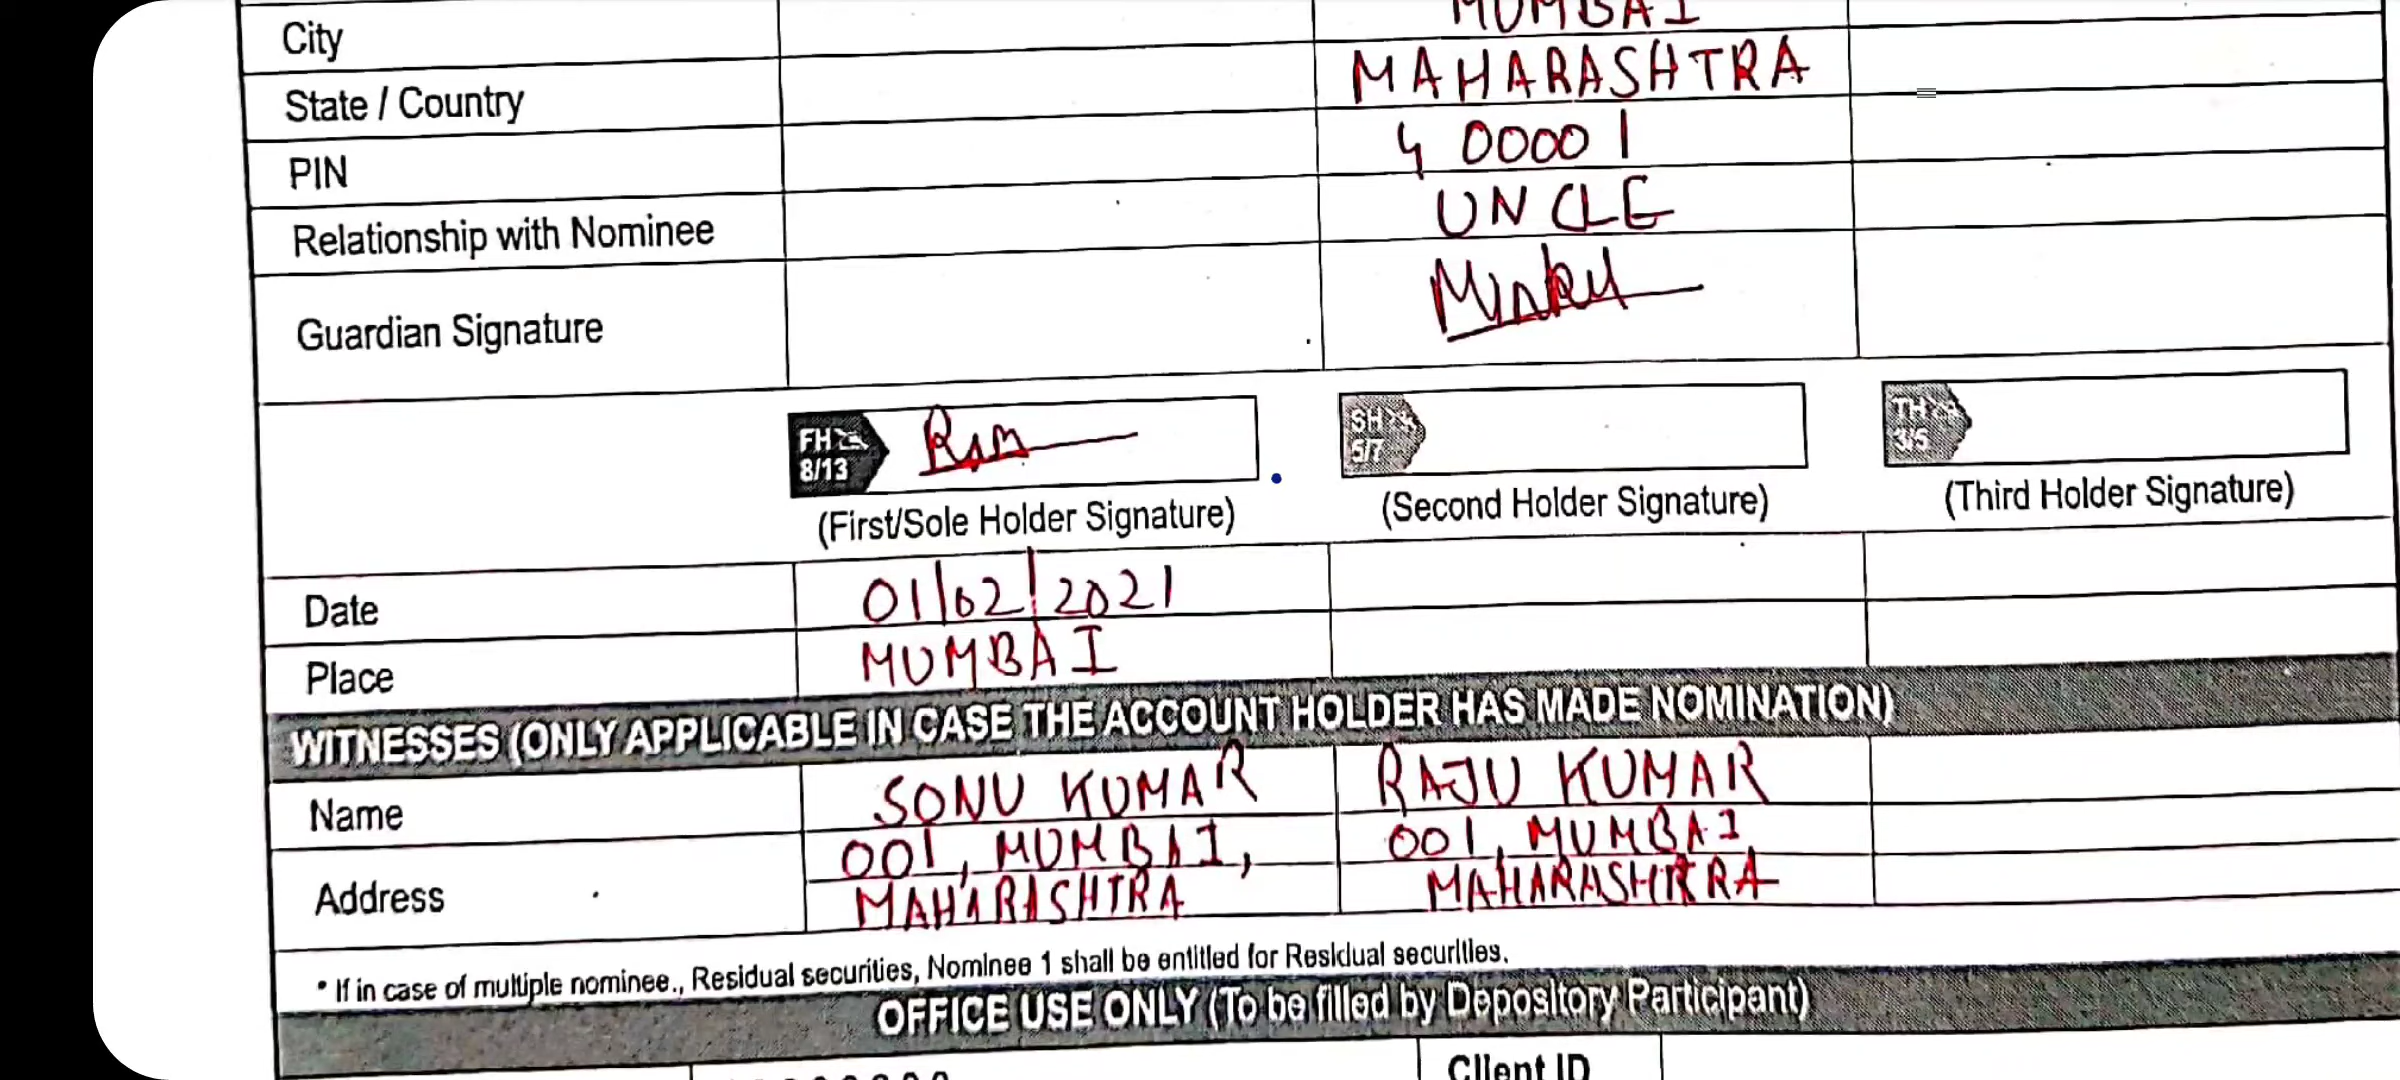 City MUMBAI
State / Country MAHARASHTRA
PIN 400001
Relationship with Nominee UNCLE
Guardian Signature
FH SH TH
8/13 5/7 3/5
(First/Sole Holder Signature) (Second Holder Signature) (Third Holder Signature)
Date 01/02/2021
Place MUMBAI
WITNESSES (ONLY APPLICABLE IN CASE THE ACCOUNT HOLDER HAS MADE NOMINATION)
Name SONU KUMAR RAJU KUMAR
Address 001, MUMBAI, 001, MUMBAI,
MAHARASHTRA MAHARASHTRA
* If in case of multiple nominee., Residual securities, Nominee 1 shall be entitled for Residual securities.
OFFICE USE ONLY (To be filled by Depository Participant)
Client ID